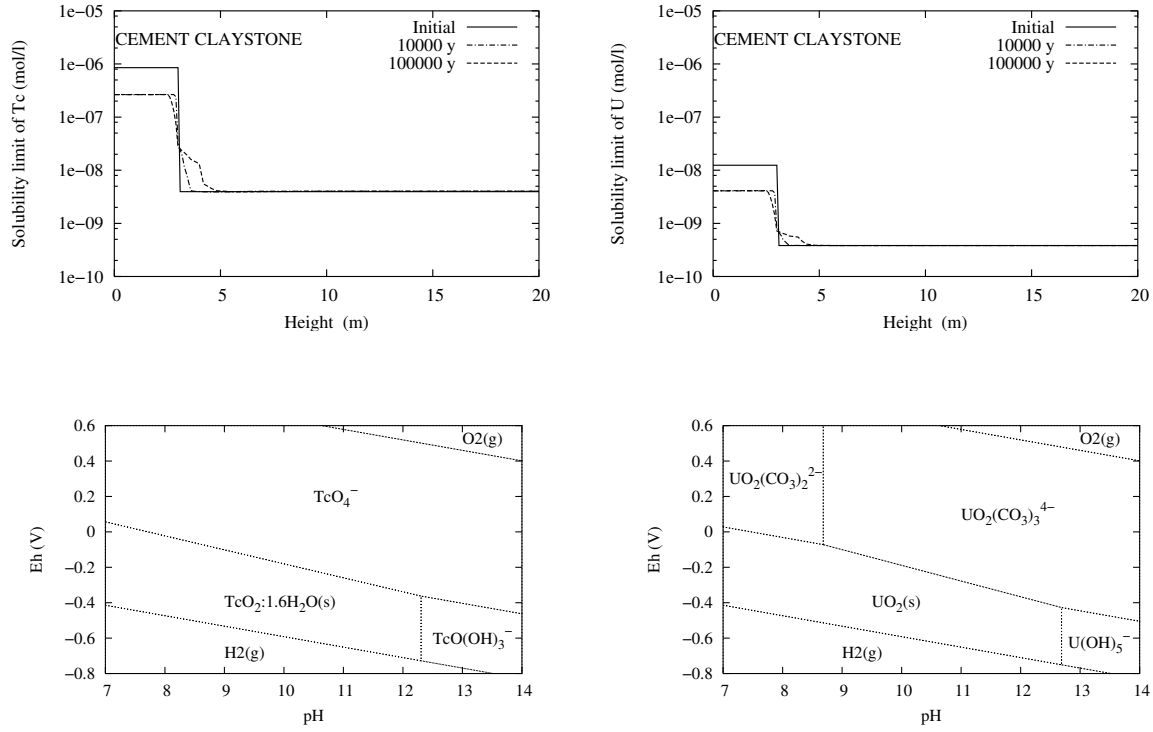 Solubility limit of Tc (mol/l)
1e−05
1e−06
1e−07
1e−08
1e−09
1e−10
CEMENT CLAYSTONE
Initial
10000 y
100000 y
0 5 10 15 20
Height (m)
Solubility limit of U (mol/l)
1e−05
1e−06
1e−07
1e−08
1e−09
1e−10
CEMENT CLAYSTONE
Initial
10000 y
100000 y
0 5 10 15 20
Height (m)
Eh (V)
0.6
0.4
0.2
0
−0.2
−0.4
−0.6
−0.8
O2(g)
TcO4−
TcO2:1.6H2O(s)
TcO(OH)3−
H2(g)
7 8 9 10 11 12 13 14
pH
Eh (V)
0.6
0.4
0.2
0
−0.2
−0.4
−0.6
−0.8
O2(g)
UO2(CO3)2 2−
UO2(CO3)3 4−
UO2(s)
U(OH)5−
H2(g)
7 8 9 10 11 12 13 14
pH